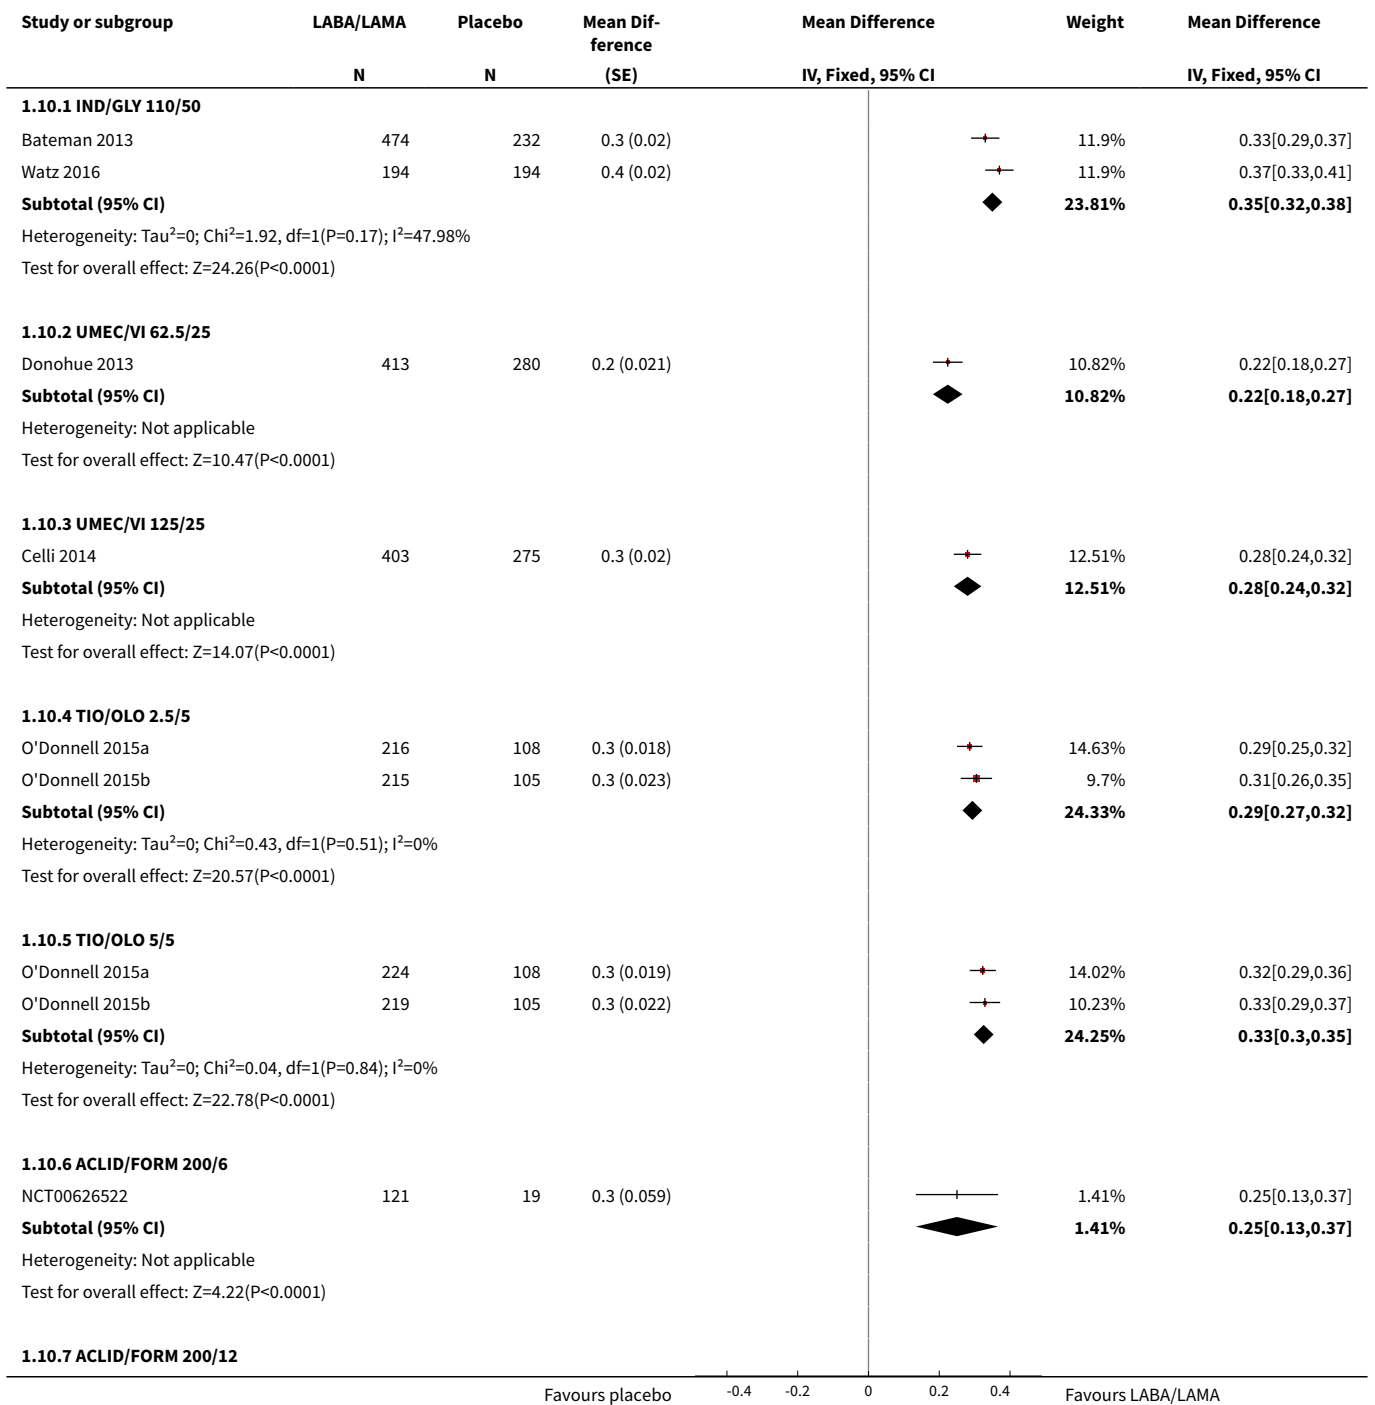 Study or subgroup LABA/LAMA Placebo Mean Dif- Mean Difference Weight Mean Difference
ference
N N (SE) IV, Fixed, 95% CI IV, Fixed, 95% CI
1.10.1 IND/GLY 110/50
Bateman 2013 474 232 0.3 (0.02) 11.9% 0.33[0.29,0.37]
Watz 2016 194 194 0.4 (0.02) 11.9% 0.37[0.33,0.41]
Subtotal (95% CI) 23.81% 0.35[0.32,0.38]
Heterogeneity: Tau²=0; Chi²=1.92, df=1(P=0.17); I²=47.98%
Test for overall effect: Z=24.26(P<0.0001)
1.10.2 UMEC/VI 62.5/25
Donohue 2013 413 280 0.2 (0.021) 10.82% 0.22[0.18,0.27]
Subtotal (95% CI) 10.82% 0.22[0.18,0.27]
Heterogeneity: Not applicable
Test for overall effect: Z=10.47(P<0.0001)
1.10.3 UMEC/VI 125/25
Celli 2014 403 275 0.3 (0.02) 12.51% 0.28[0.24,0.32]
Subtotal (95% CI) 12.51% 0.28[0.24,0.32]
Heterogeneity: Not applicable
Test for overall effect: Z=14.07(P<0.0001)
1.10.4 TIO/OLO 2.5/5
O'Donnell 2015a 216 108 0.3 (0.018) 14.63% 0.29[0.25,0.32]
O'Donnell 2015b 215 105 0.3 (0.023) 9.7% 0.31[0.26,0.35]
Subtotal (95% CI) 24.33% 0.29[0.27,0.32]
Heterogeneity: Tau²=0; Chi²=0.43, df=1(P=0.51); I²=0%
Test for overall effect: Z=20.57(P<0.0001)
1.10.5 TIO/OLO 5/5
O'Donnell 2015a 224 108 0.3 (0.019) 14.02% 0.32[0.29,0.36]
O'Donnell 2015b 219 105 0.3 (0.022) 10.23% 0.33[0.29,0.37]
Subtotal (95% CI) 24.25% 0.33[0.3,0.35]
Heterogeneity: Tau²=0; Chi²=0.04, df=1(P=0.84); I²=0%
Test for overall effect: Z=22.78(P<0.0001)
1.10.6 ACLID/FORM 200/6
NCT00626522 121 19 0.3 (0.059) 1.41% 0.25[0.13,0.37]
Subtotal (95% CI) 1.41% 0.25[0.13,0.37]
Heterogeneity: Not applicable
Test for overall effect: Z=4.22(P<0.0001)
1.10.7 ACLID/FORM 200/12
Favours placebo -0.4 -0.2 0 0.2 0.4 Favours LABA/LAMA